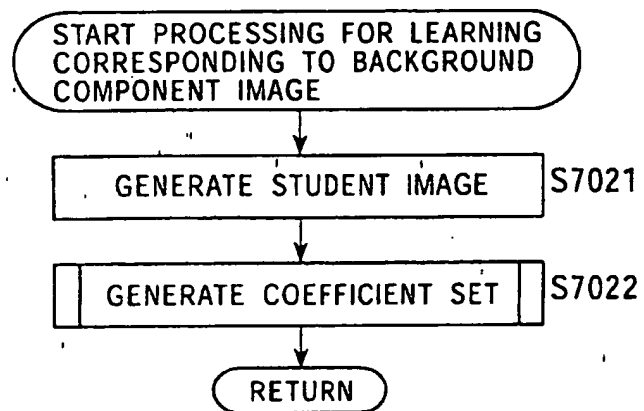 START PROCESSING FOR LEARNING
CORRESPONDING TO BACKGROUND
COMPONENT IMAGE
GENERATE STUDENT IMAGE S7021
GENERATE COEFFICIENT SET S7022
RETURN